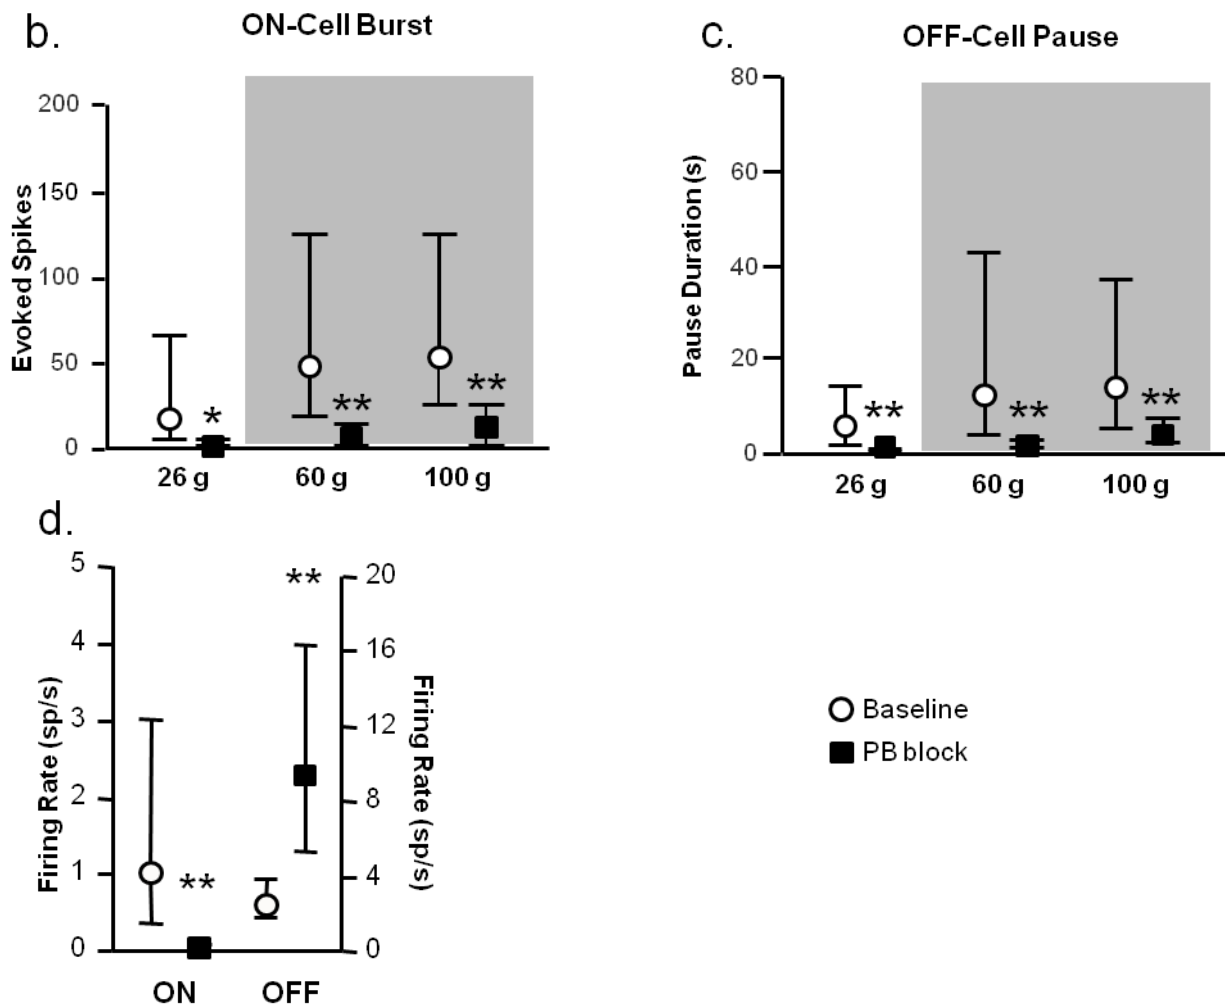 b.
ON-Cell Burst
Evoked Spikes
200
150
100
50
0
*
**
**
26 g
60 g
100 g
c.
OFF-Cell Pause
Pause Duration (s)
80
60
40
20
0
**
**
**
26 g
60 g
100 g
d.
Firing Rate (sp/s)
5
4
3
2
1
0
**
**
20
16
12
8
4
0
Firing Rate (sp/s)
ON
OFF
Baseline
PB block